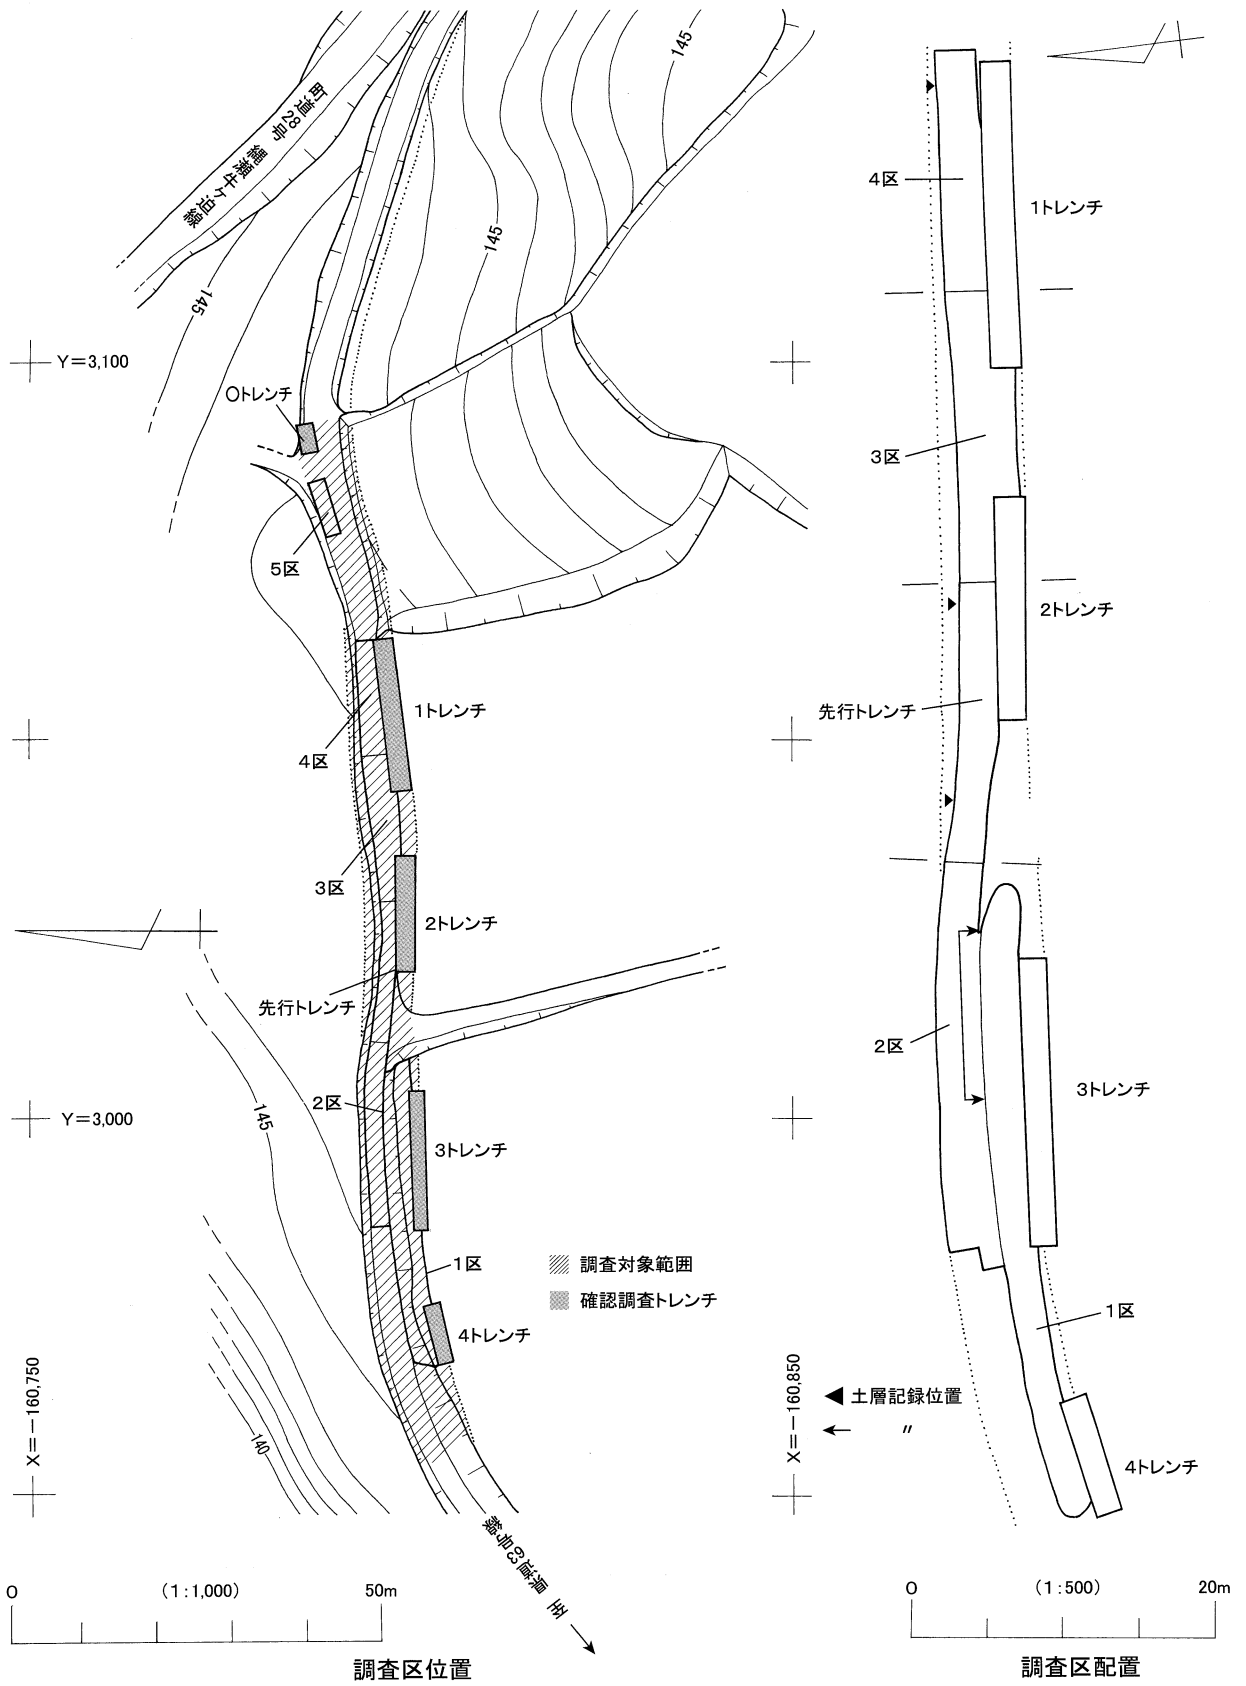 町道28号 縄瀬牛ケ迫線
145
145
145
Y＝3,100
0トレンチ
5区
1トレンチ
4区
3区
2トレンチ
先行トレンチ
2区
Y＝3,000
145
3トレンチ
1区
調査対象範囲
確認調査トレンチ
4トレンチ
X＝－160,750
140
至 県道63号線
0 (1:1,000) 50m
調査区位置
4区
1トレンチ
3区
2トレンチ
先行トレンチ
2区
3トレンチ
1区
X＝－160,850
土層記録位置
〃
4トレンチ
0 (1:500) 20m
調査区配置